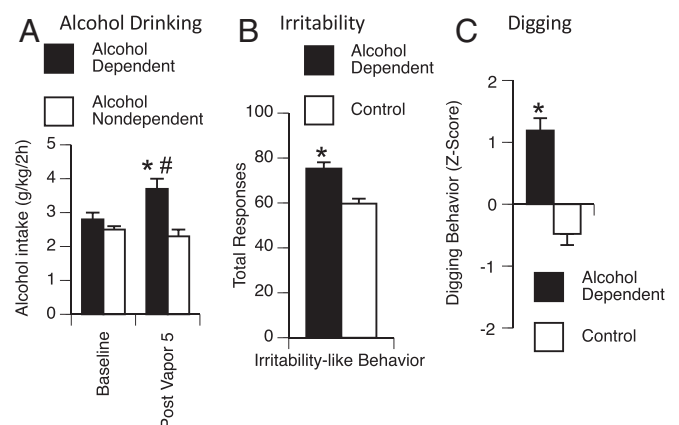 A
Alcohol Drinking
Alcohol
Dependent
Alcohol
Nondependent
Alcohol intake (g/kg/2h)
5
4
3
2
1
0
* #
Baseline
Post Vapor 5
B
Irritability
Alcohol
Dependent
Control
Total Responses
100
80
60
40
20
0
*
Irritability-like Behavior
C
Digging
Digging Behavior (Z-Score)
2
1
0
-1
-2
*
Alcohol
Dependent
Control